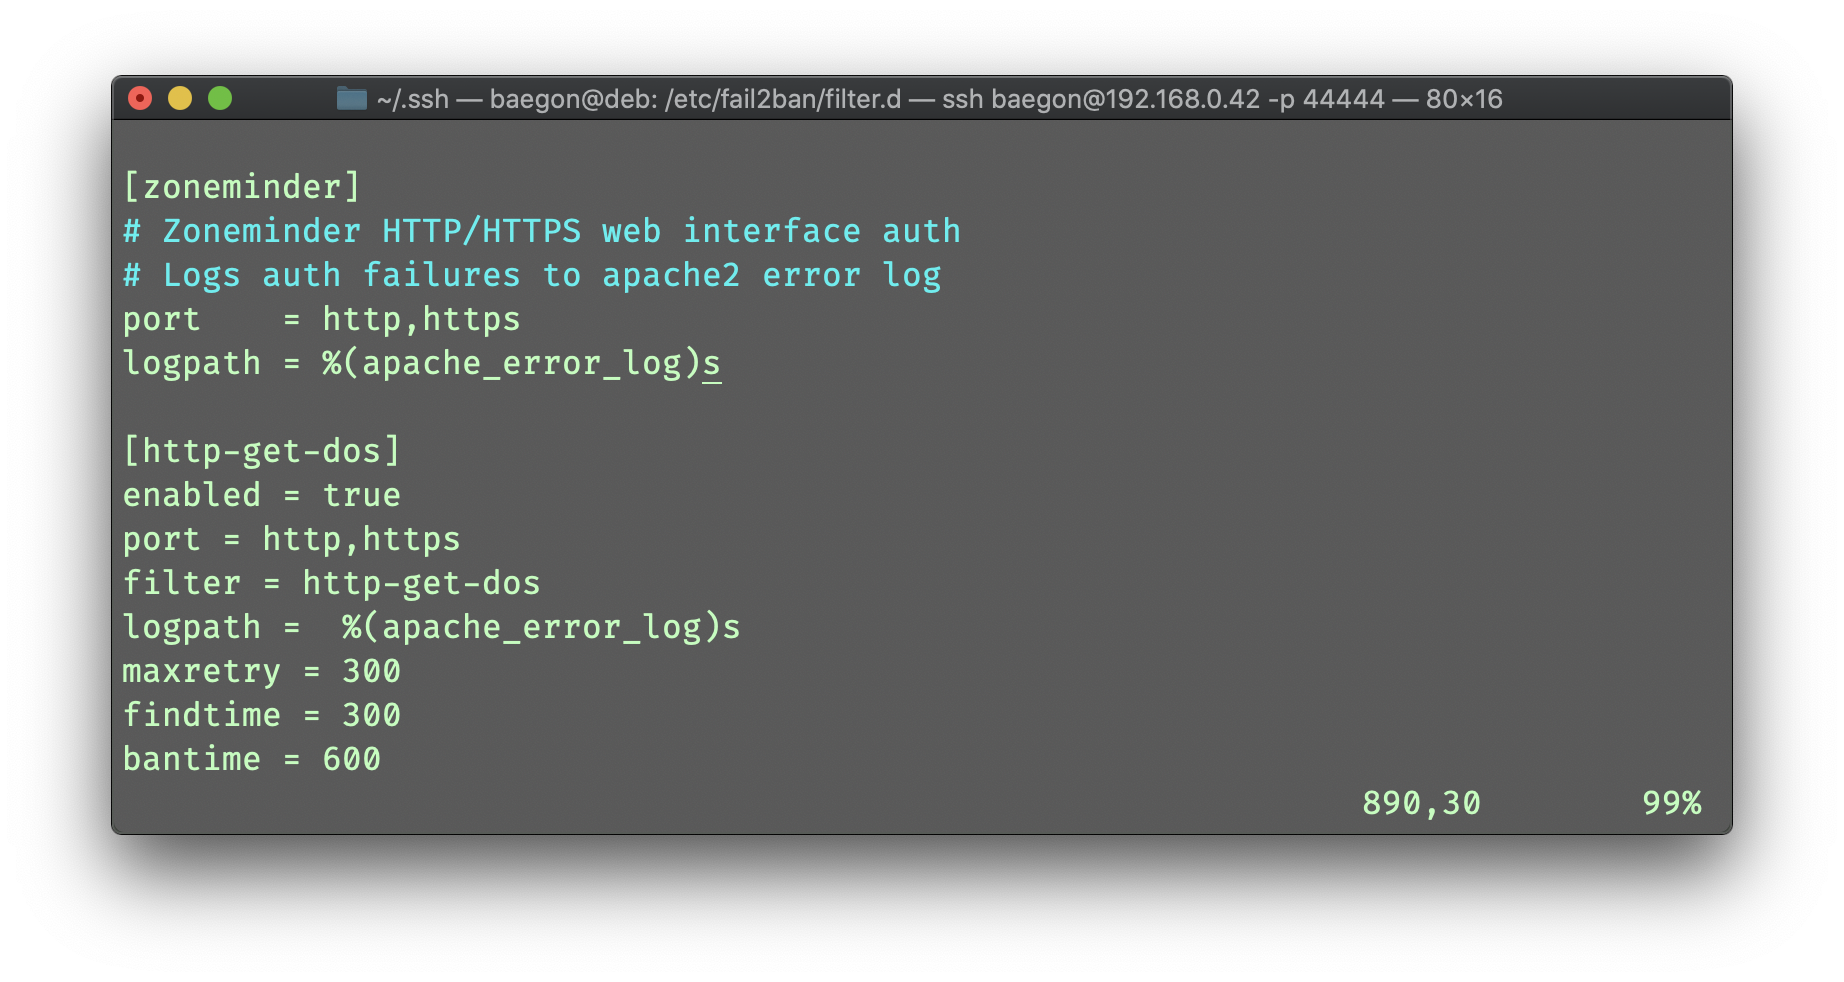 ~/.ssh — baegon@deb: /etc/fail2ban/filter.d — ssh baegon@192.168.0.42 -p 44444 — 80×16
[zoneminder]
# Zoneminder HTTP/HTTPS web interface auth
# Logs auth failures to apache2 error log
port    = http,https
logpath = %(apache_error_log)s

[http-get-dos]
enabled = true
port = http,https
filter = http-get-dos
logpath =  %(apache_error_log)s
maxretry = 300
findtime = 300
bantime = 600
890,30        99%